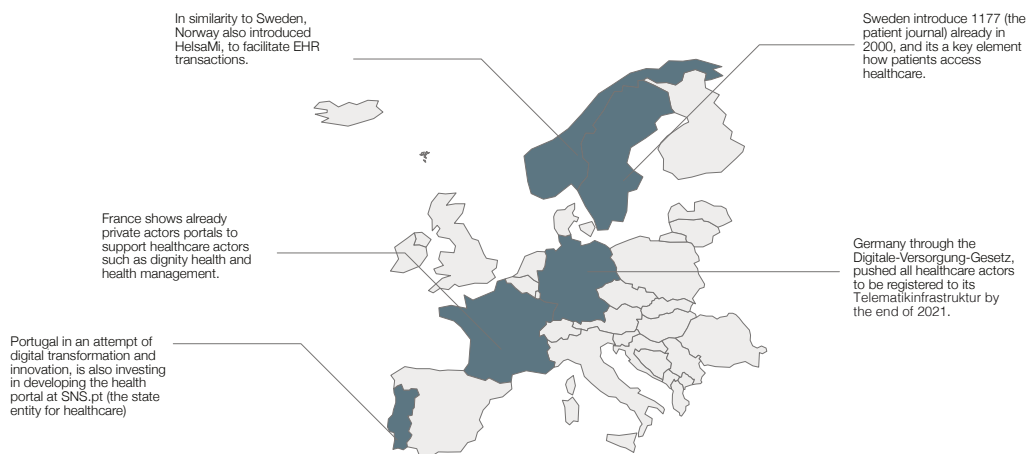 In similarity to Sweden,
Norway also introduced
HelsaMi, to facilitate EHR
transactions.
Sweden introduce 1177 (the
patient journal) already in
2000, and its a key element
how patients access
healthcare.
France shows already
private actors portals to
support healthcare actors
such as dignity health and
health management.
Germany through the
Digitale-Versorgung-Gesetz,
pushed all healthcare actors
to be registered to its
Telematikinfrastruktur by
the end of 2021.
Portugal in an attempt of
digital transformation and
innovation, is also investing
in developing the health
portal at SNS.pt (the state
entity for healthcare)